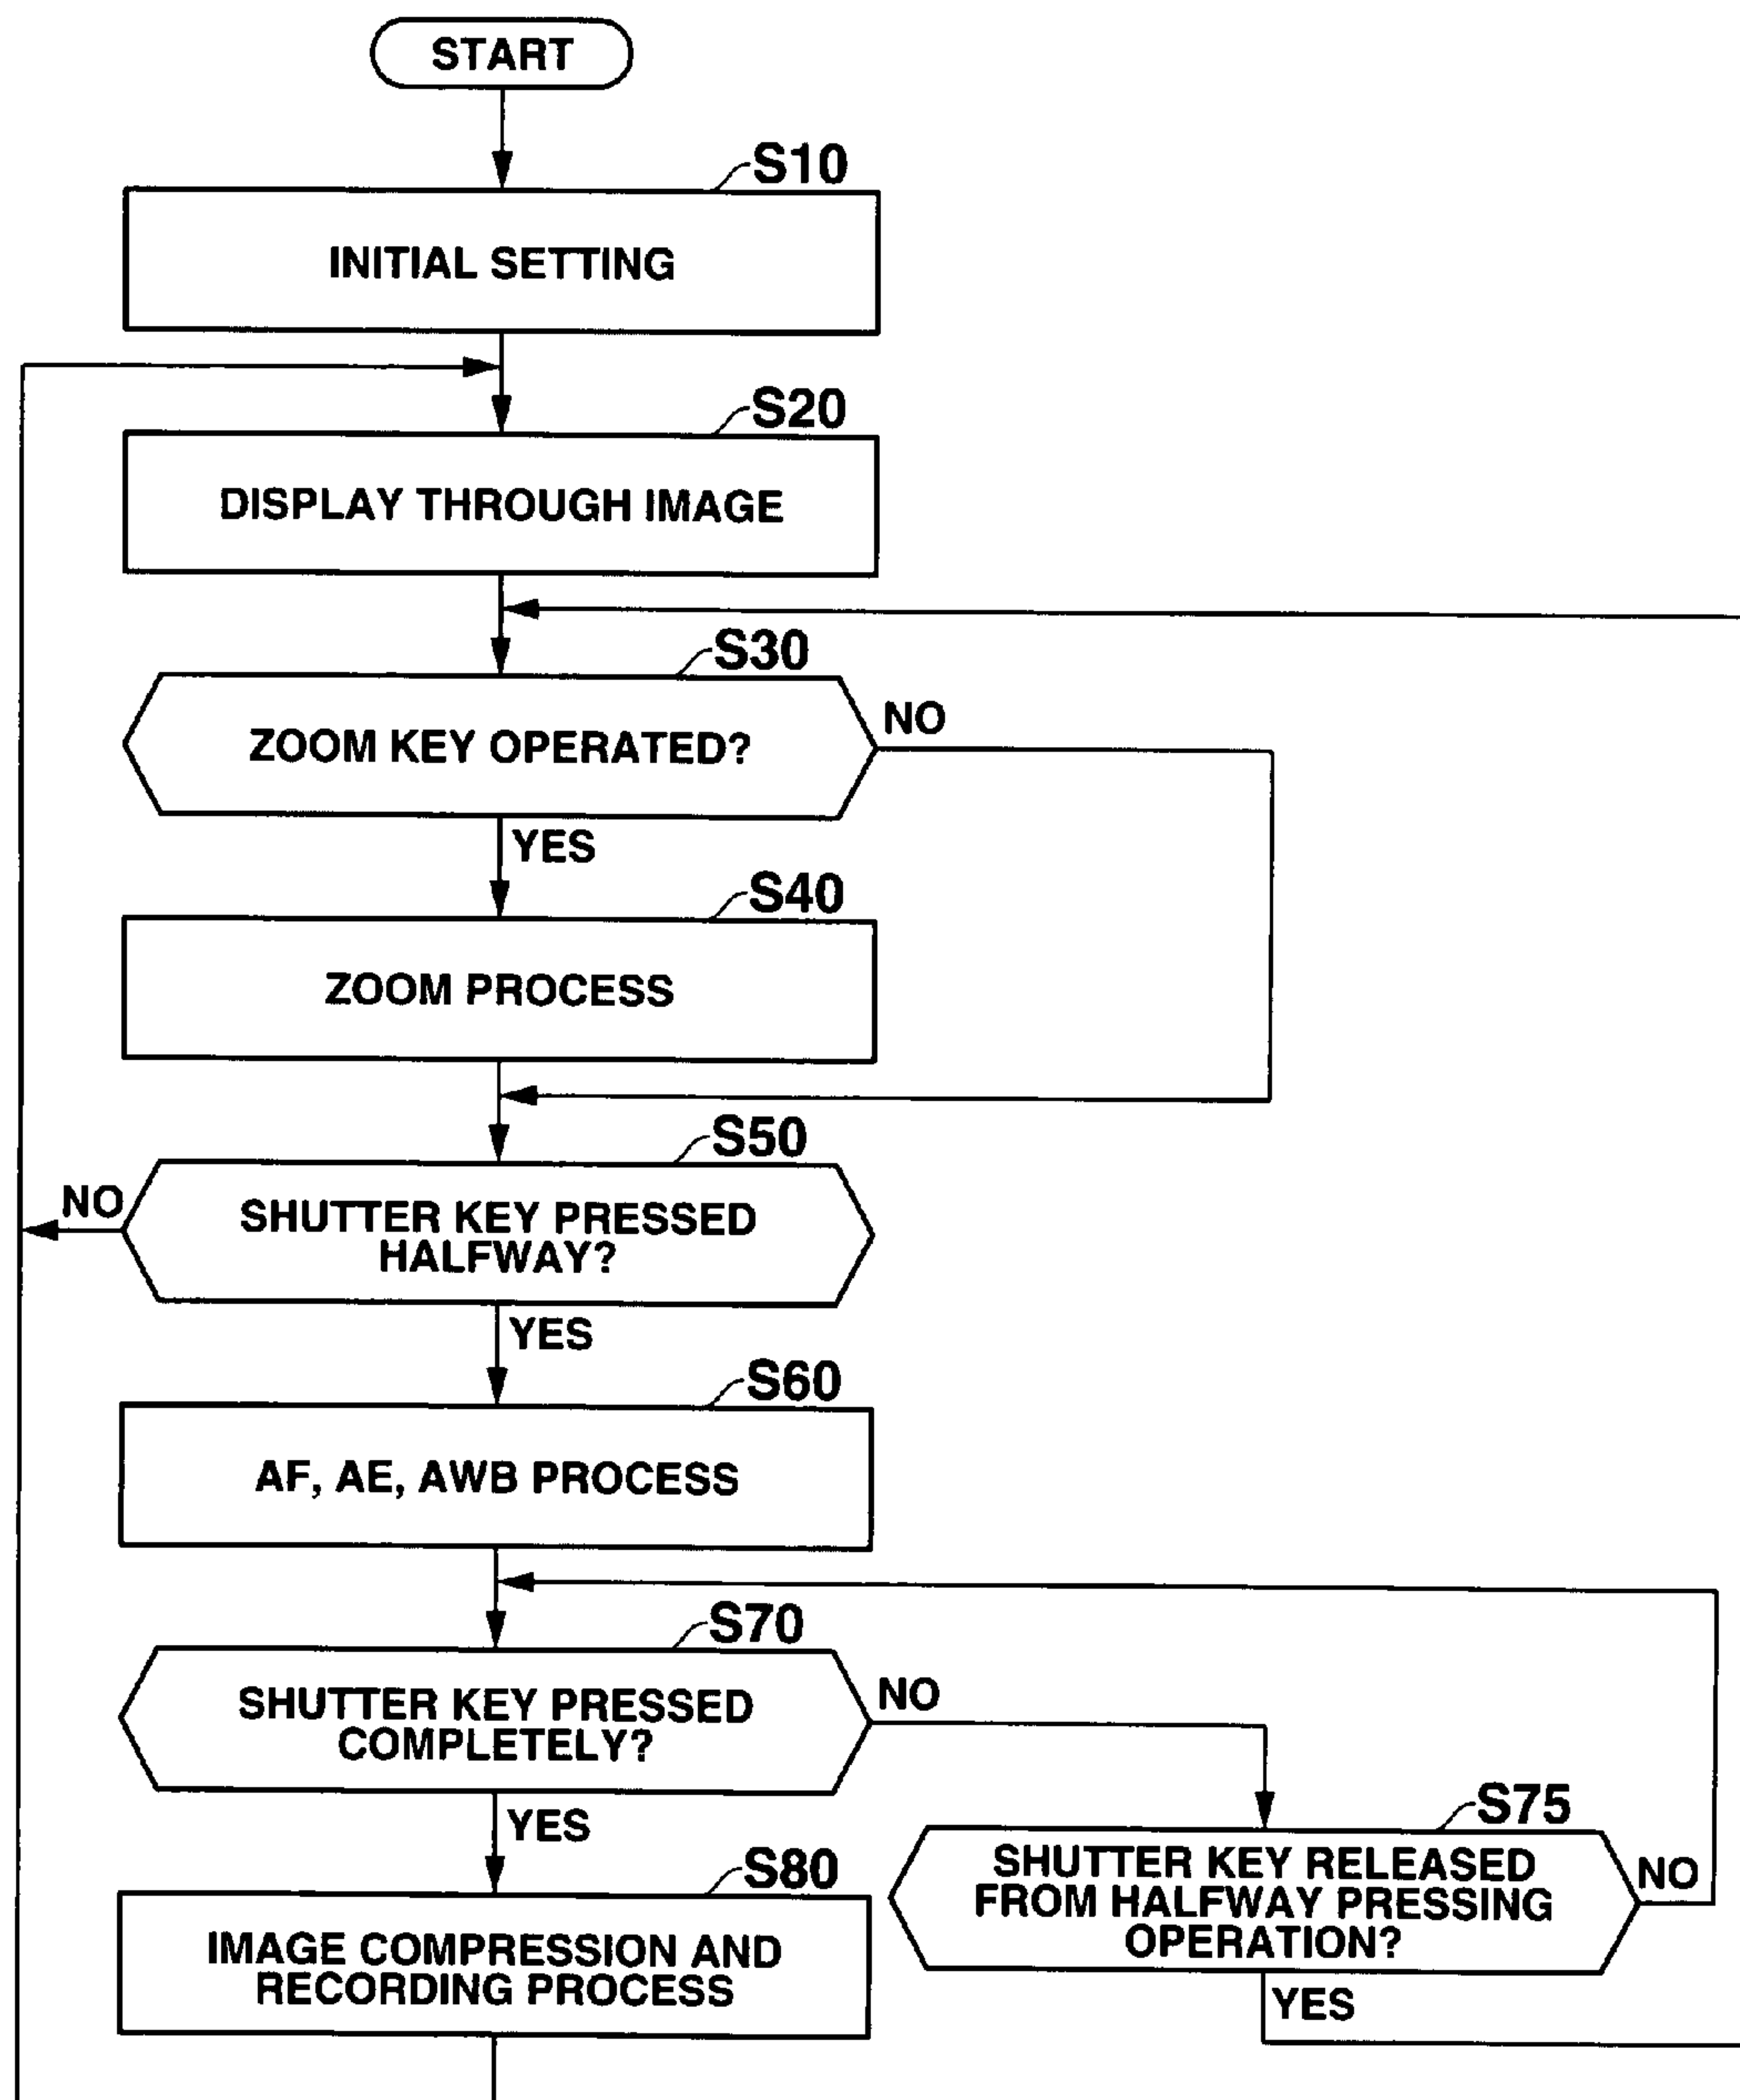 START
S10
INITIAL SETTING
S20
DISPLAY THROUGH IMAGE
S30
ZOOM KEY OPERATED?
NO
YES
S40
ZOOM PROCESS
S50
NO
SHUTTER KEY PRESSED
HALFWAY?
YES
S60
AF, AE, AWB PROCESS
S70
SHUTTER KEY PRESSED
COMPLETELY?
NO
YES
S75
SHUTTER KEY RELEASED
FROM HALFWAY PRESSING
OPERATION?
NO
YES
S80
IMAGE COMPRESSION AND
RECORDING PROCESS